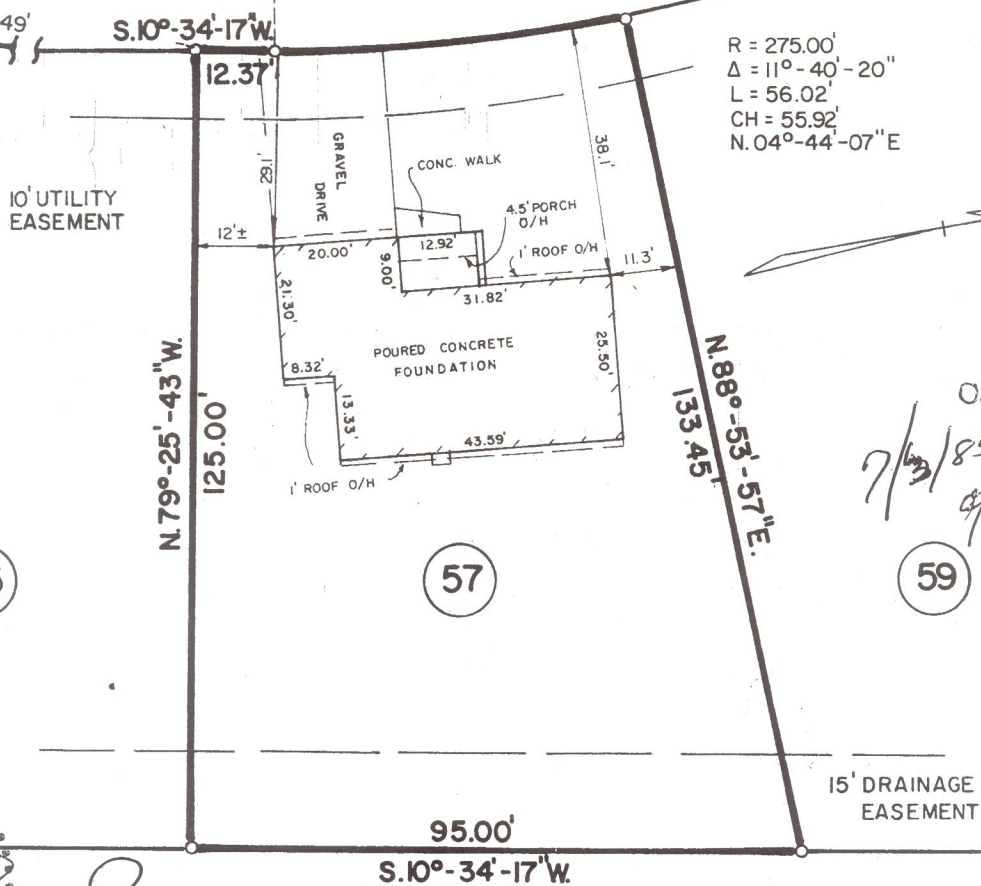 49'
S.10°-34'-17"W.
12.37'
R = 275.00'
Δ = 11°-40'-20"
L = 56.02'
CH = 55.92'
N.04°-44'-07"E
10' UTILITY
EASEMENT
GRAVEL
DRIVE
29.1'
CONC. WALK
38.1'
4.5' PORCH
O/H
12'±
20.00'
12.92'
1' ROOF O/H
11.3'
9.00'
31.82'
21.30'
POURED CONCRETE
FOUNDATION
25.50'
8.32'
13.33'
43.59'
1' ROOF O/H
N.79°-25'-43"W.
125.00'
N.88°-53'-57"E.
133.45'
57
59
15' DRAINAGE
EASEMENT
95.00'
S.10°-34'-17"W.